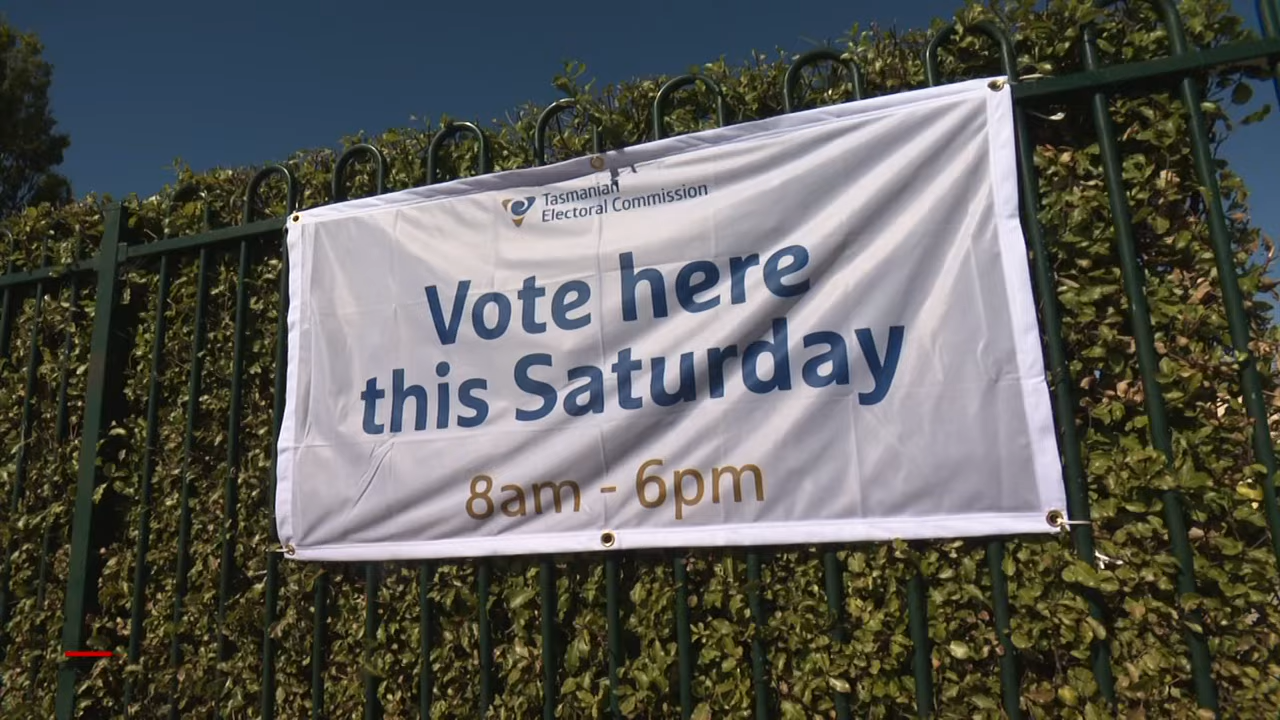 Tasmanian
Electoral Commission
Vote here
this Saturday
8am - 6pm